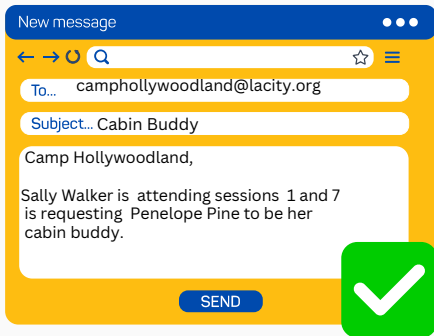 New message
To... camphollywoodland@lacity.org
Subject... Cabin Buddy
Camp Hollywoodland,
Sally Walker is attending sessions 1 and 7
is requesting Penelope Pine to be her
cabin buddy.
SEND